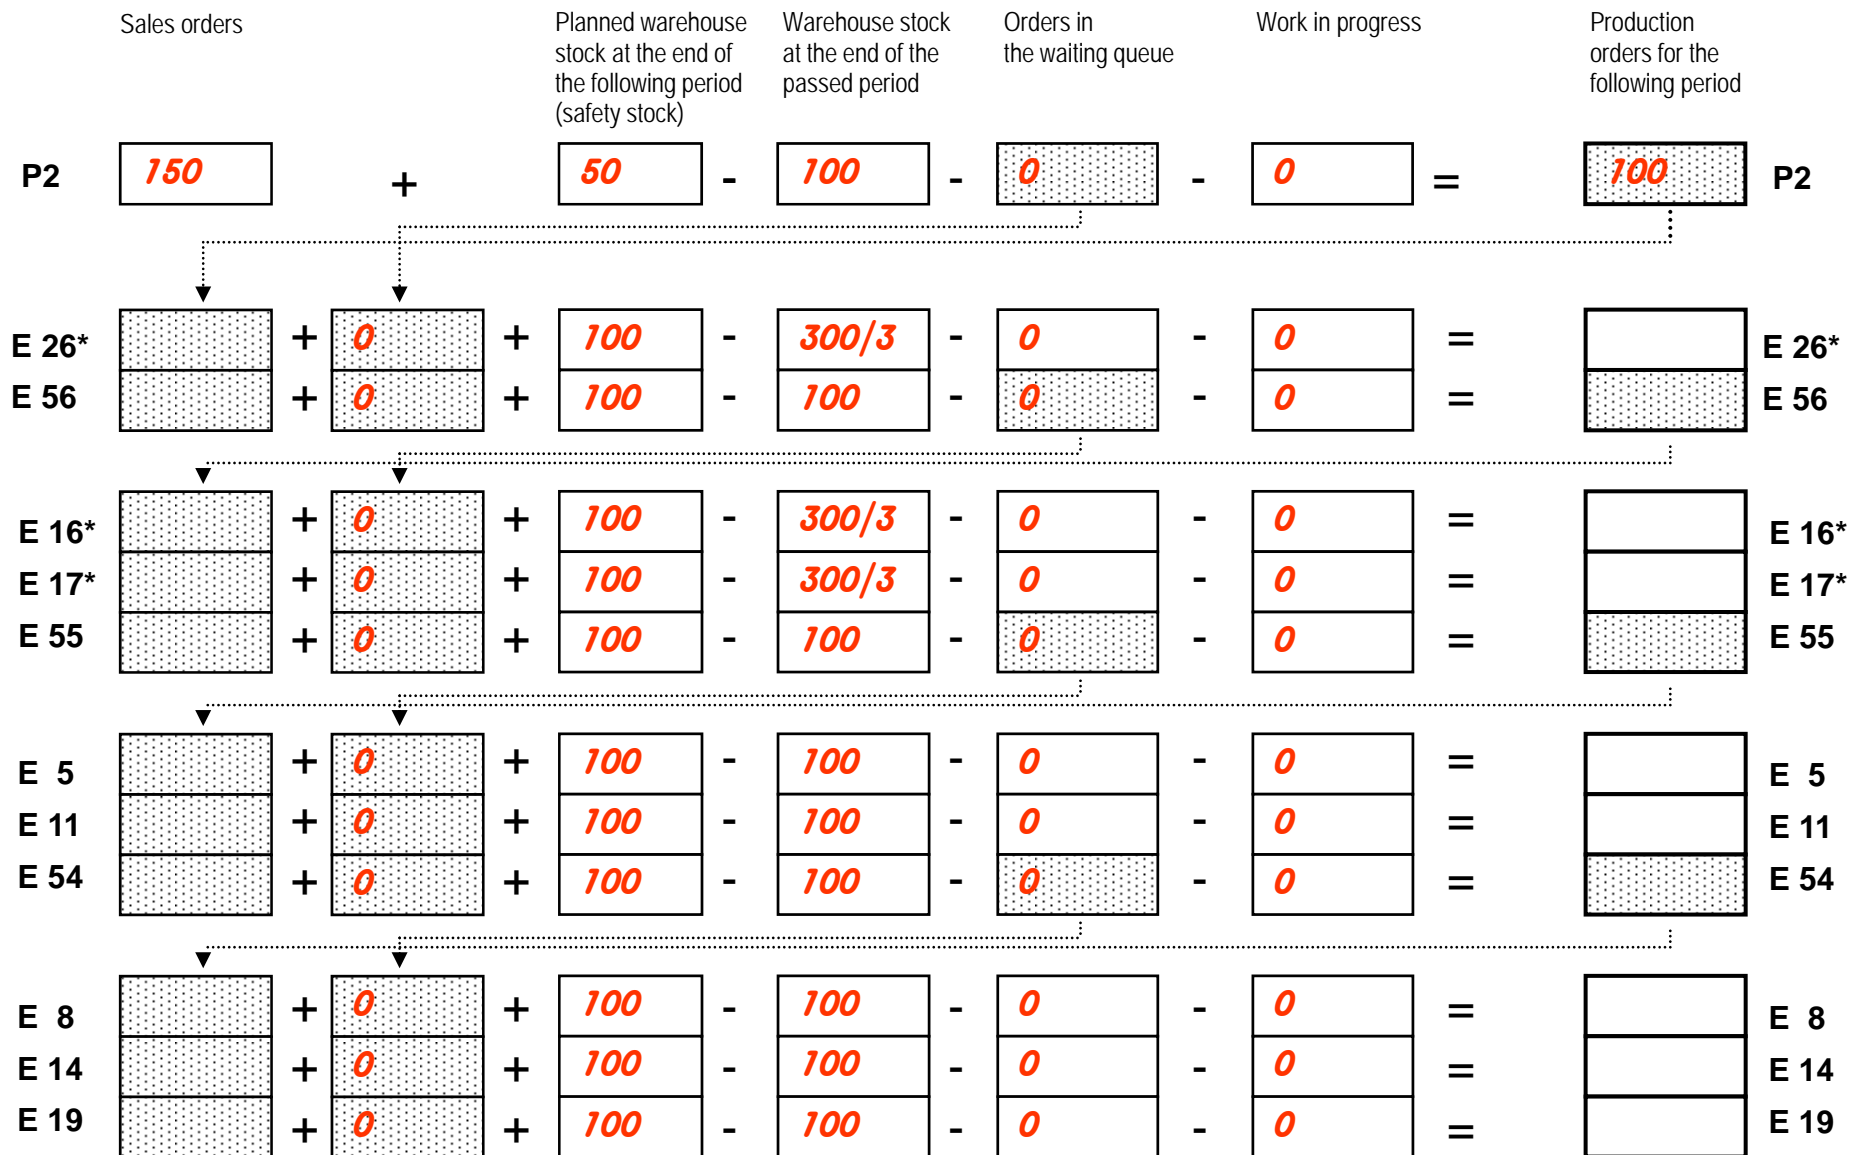 Sales orders
Planned warehouse stock at the end of the following period (safety stock)
Warehouse stock at the end of the passed period
Orders in the waiting queue
Work in progress
Production orders for the following period
P2 150 + 50 - 100 - 0 - 0 = 100 P2
E 26* + 0 + 100 - 300/3 - 0 - 0 = E 26*
E 56 + 0 + 100 - 100 - 0 - 0 = E 56
E 16* + 0 + 100 - 300/3 - 0 - 0 = E 16*
E 17* + 0 + 100 - 300/3 - 0 - 0 = E 17*
E 55 + 0 + 100 - 100 - 0 - 0 = E 55
E 5 + 0 + 100 - 100 - 0 - 0 = E 5
E 11 + 0 + 100 - 100 - 0 - 0 = E 11
E 54 + 0 + 100 - 100 - 0 - 0 = E 54
E 8 + 0 + 100 - 100 - 0 - 0 = E 8
E 14 + 0 + 100 - 100 - 0 - 0 = E 14
E 19 + 0 + 100 - 100 - 0 - 0 = E 19